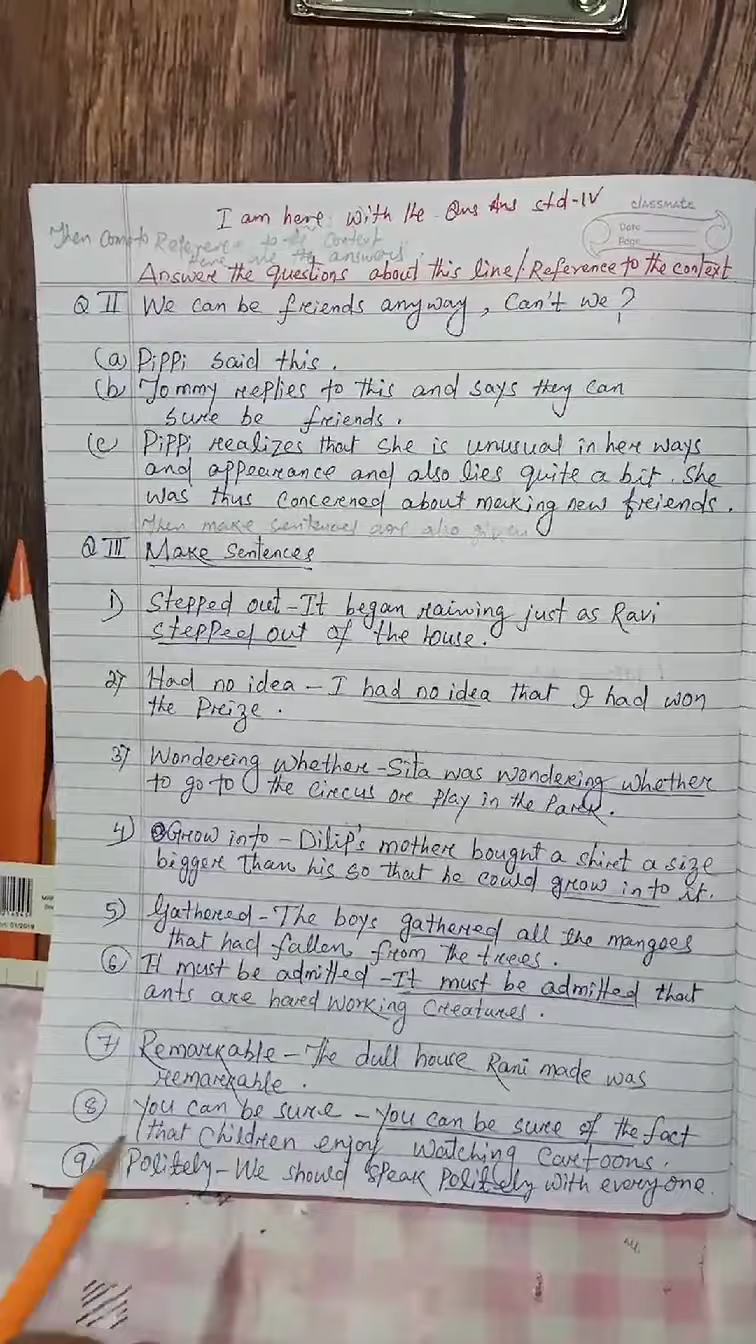 I am here with the Qus Ans std-IV
classmate
Date
Page
Then Comes to Reference to the Context
Here are the answers.
Answer the questions about this line/Reference to the context
Q II We can be friends anyway, Can't we?
(a) Pippi said this.
(b) Tommy replies to this and says they can
sure be friends.
(c) Pippi realizes that she is unusual in her ways
and appearance and also lies quite a bit. She
was thus concerned about making new friends.
Then make sentences are also given
Q III Make Sentences
1) Stepped out - It began raining just as Ravi
stepped out of the house.
2) Had no idea - I had no idea that I had won
the Prize.
3) Wondering whether - Sita was wondering whether
to go to the circus or play in the Park.
4) Grow into - Dilip's mother bought a shirt a size
bigger than his so that he could grow into it.
5) Gathered - The boys gathered all the mangoes
that had fallen from the trees.
6 It must be admitted - It must be admitted that
ants are hard working creatures.
7 Remarkable - The dull house Rani made was
remarkable.
8 You can be sure - You can be sure of the fact
that Children enjoy watching Cartoons.
9 Politely - We should speak politely with everyone.